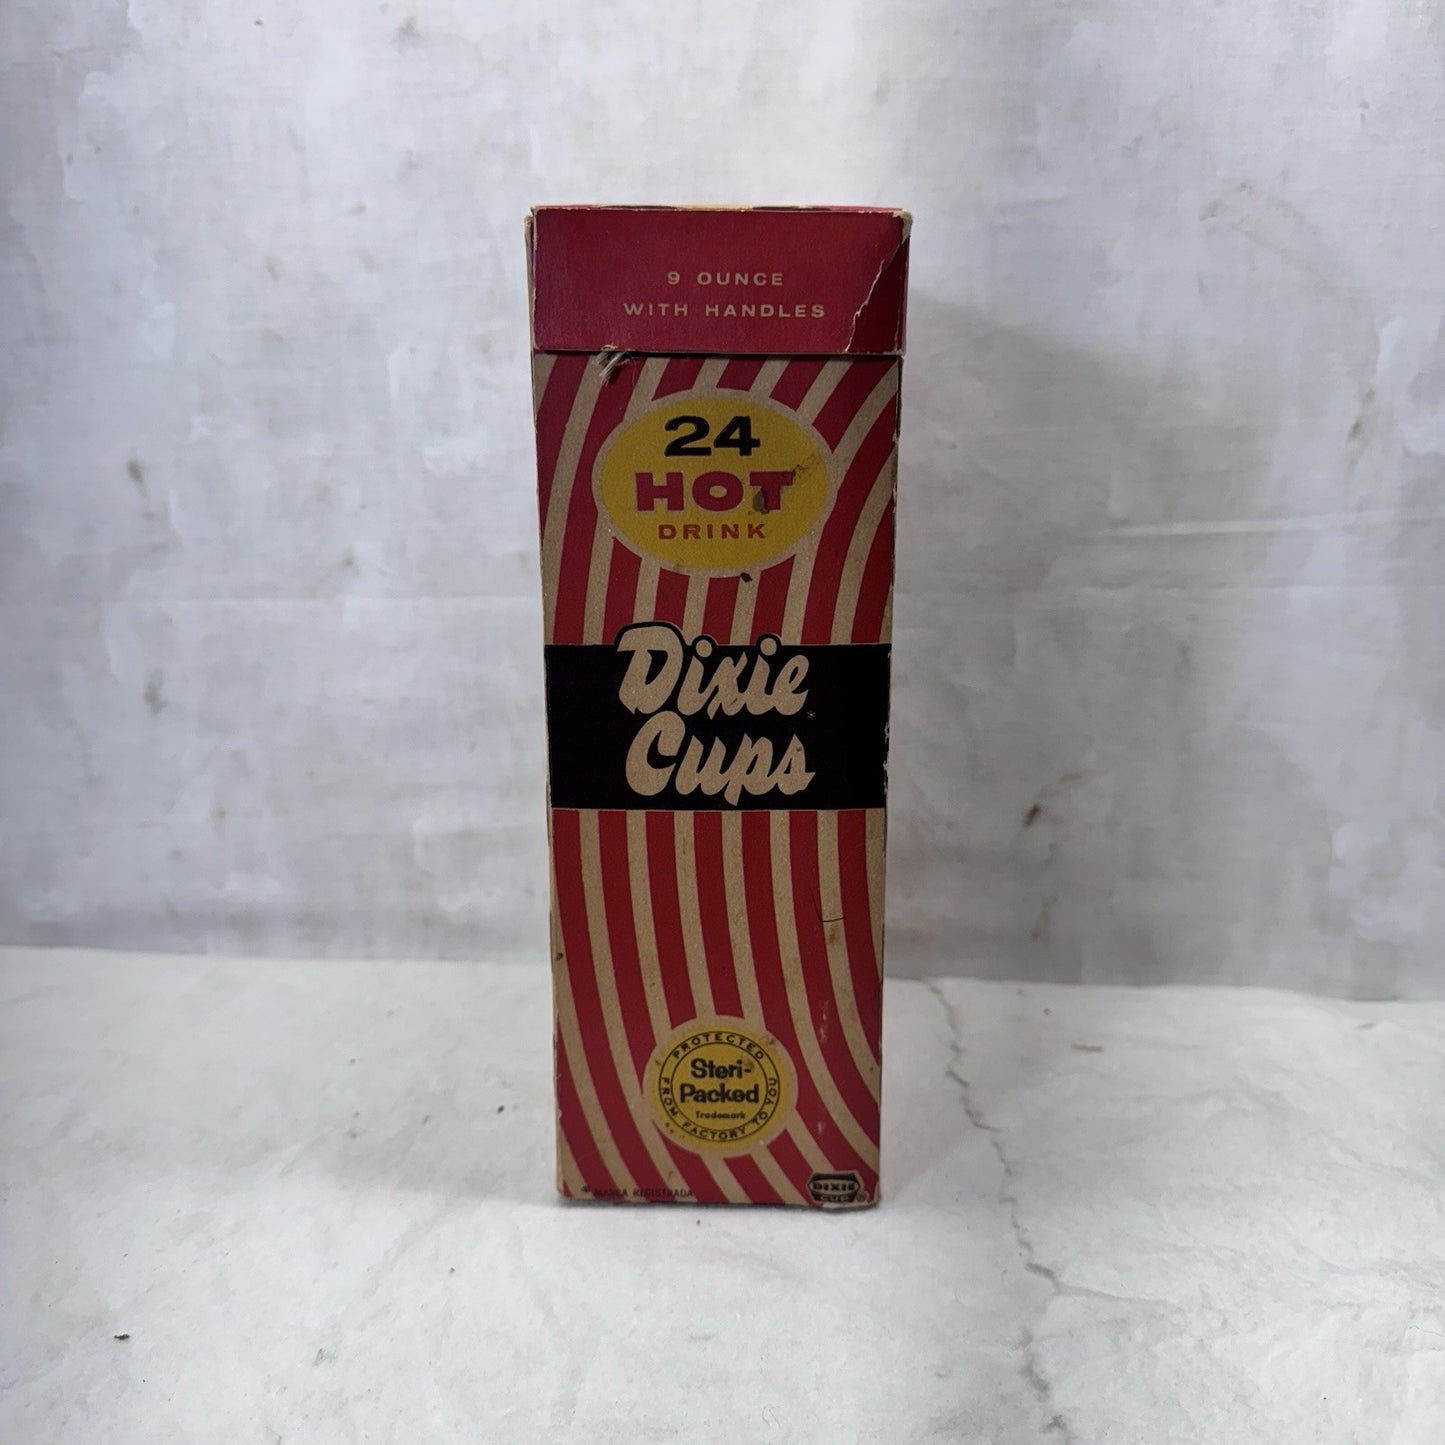 9 OUNCE
WITH HANDLES
24
HOT
DRINK
Dixie
Cups*
PROTECTED
FROM FACTORY TO YOU
Steri-
Packed
Trademark
* MARCA REGISTRADA
DIXIE
CUP ®